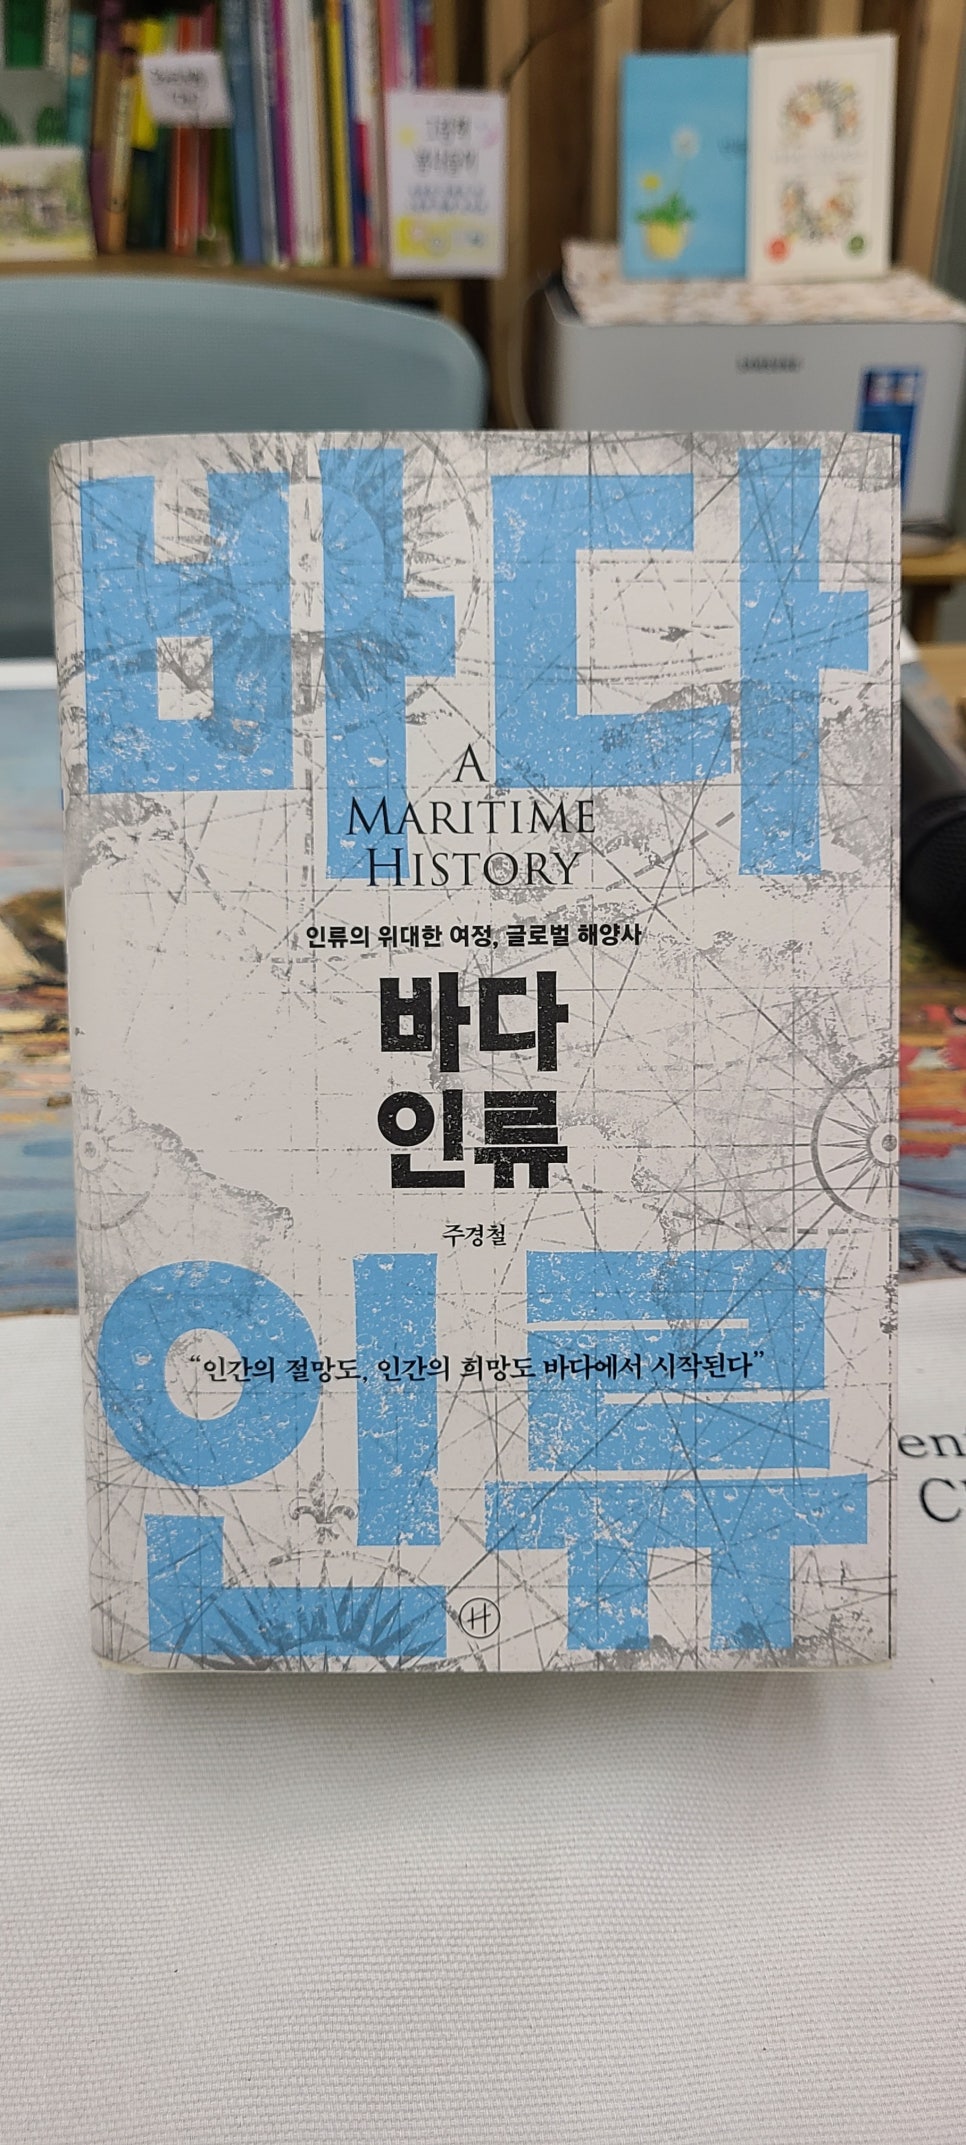 SAMSUNG
바다
A
MARITIME
HISTORY
인류의 위대한 여정, 글로벌 해양사
바다
인류
주경철
인류
“인간의 절망도, 인간의 희망도 바다에서 시작된다”
H
en
C